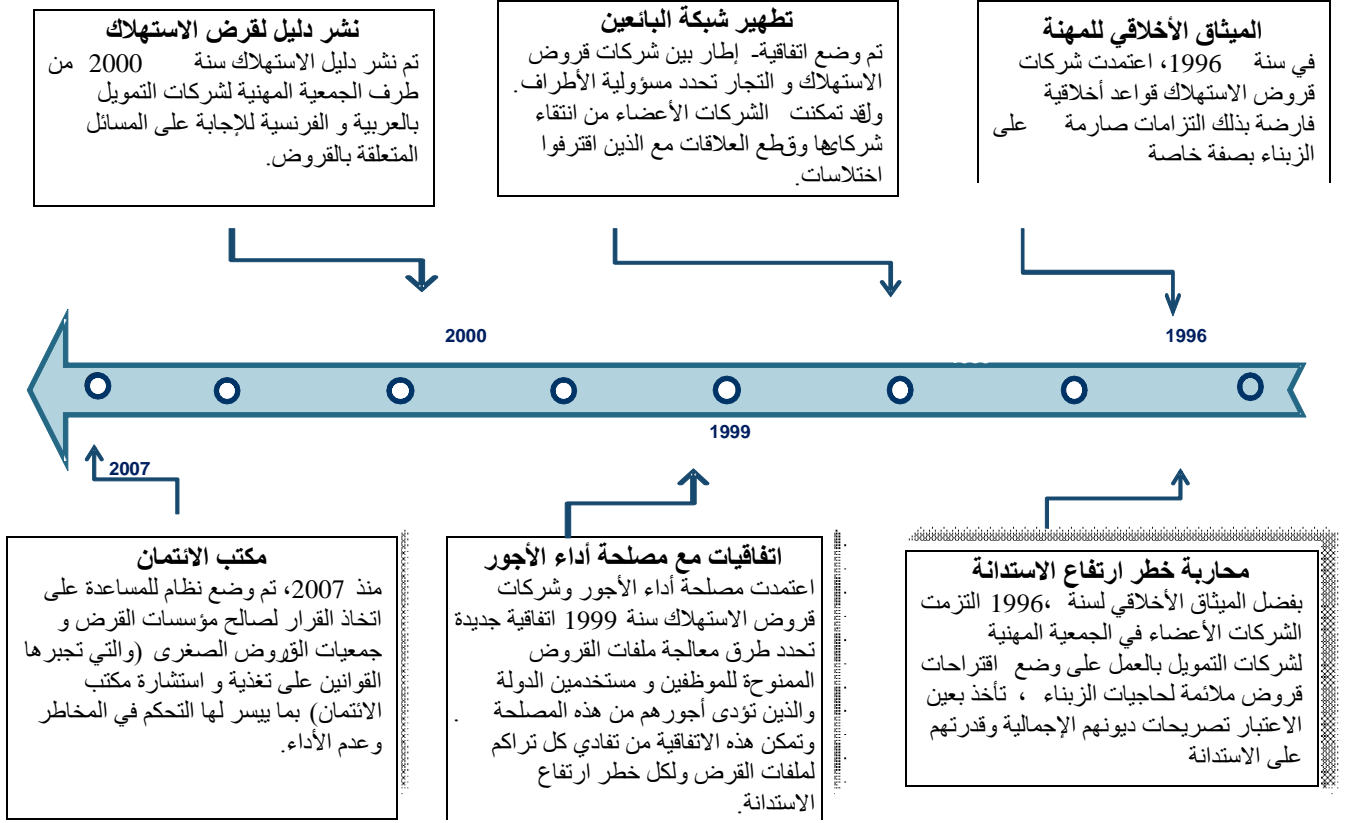 الميثاق الأخلاقي للمهنة
في سنة 1996، اعتمدت شركات
قروض الاستهلاك قواعد أخلاقية
فارضة بذلك التزامات صارمة على
الزبناء بصفة خاصة
تطهير شبكة البائعين
تم وضع اتفاقية- إطار بين شركات قروض
الاستهلاك و التجار تحدد مسؤولية الأطراف.
ولقد تمكنت الشركات الأعضاء من انتقاء
شركائها وقطع العلاقات مع الذين اقترفوا
اختلاسات.
نشر دليل لقرض الاستهلاك
تم نشر دليل الاستهلاك سنة 2000 من
طرف الجمعية المهنية لشركات التمويل
بالعربية و الفرنسية للإجابة على المسائل
المتعلقة بالقروض.
1996
2000
1999
2007
محاربة خطر ارتفاع الاستدانة
بفضل الميثاق الأخلاقي لسنة 1996، التزمت
الشركات الأعضاء في الجمعية المهنية
لشركات التمويل بالعمل على وضع اقتراحات
قروض ملائمة لحاجيات الزبناء ، تأخذ بعين
الاعتبار تصريحات ديونهم الإجمالية وقدرتهم
على الاستدانة
اتفاقيات مع مصلحة أداء الأجور
اعتمدت مصلحة أداء الأجور وشركات
قروض الاستهلاك سنة 1999 اتفاقية جديدة
تحدد طرق معالجة ملفات القروض
الممنوحة للموظفين و مستخدمين الدولة
والذين تؤدى أجورهم من هذه المصلحة .
وتمكن هذه الاتفاقية من تفادي كل تراكم
لملفات القرض ولكل خطر ارتفاع
الاستدانة.
مكتب الائتمان
منذ 2007، تم وضع نظام للمساعدة على
اتخاذ القرار لصالح مؤسسات القرض و
جمعيات القروض الصغرى (والتي تجبرها
القوانين على تغذية و استشارة مكتب
الائتمان) بما ييسر لها التحكم في المخاطر
وعدم الأداء.